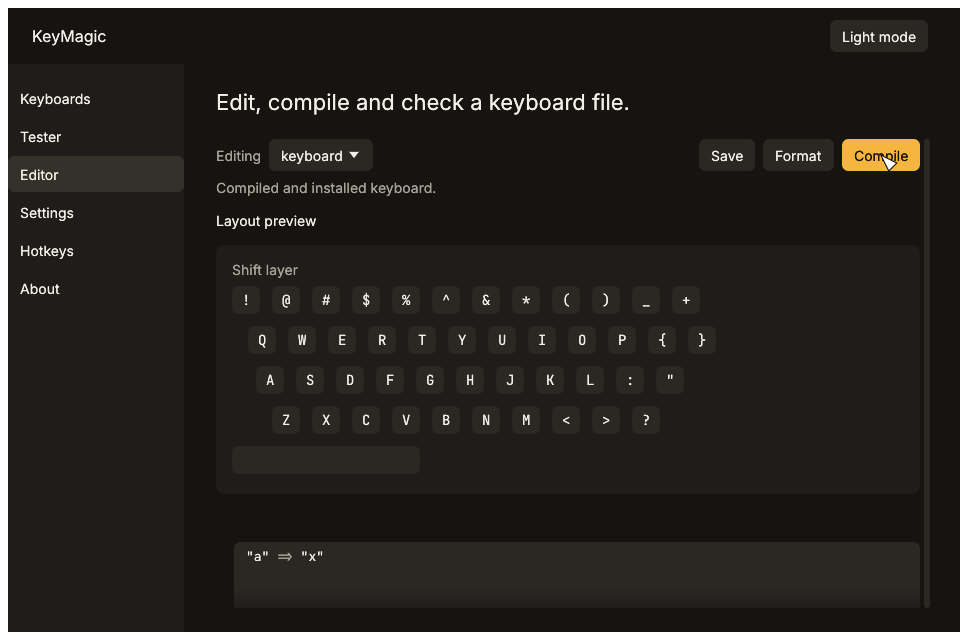 KeyMagic
Light mode
Keyboards
Tester
Editor
Settings
Hotkeys
About
Edit, compile and check a keyboard file.
Editing keyboard Save Format Compile
Compiled and installed keyboard.
Layout preview
Shift layer
! @ # $ % ^ & * ( ) _ +
Q W E R T Y U I O P { }
A S D F G H J K L : "
Z X C V B N M < > ?
"a" => "x"